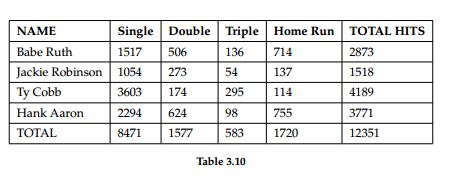 NAME Single Double Triple Home Run TOTAL HITS
Babe Ruth 1517 506 136 714 2873
Jackie Robinson 1054 273 54 137 1518
Ty Cobb 3603 174 295 114 4189
Hank Aaron 2294 624 98 755 3771
TOTAL 8471 1577 583 1720 12351
Table 3.10